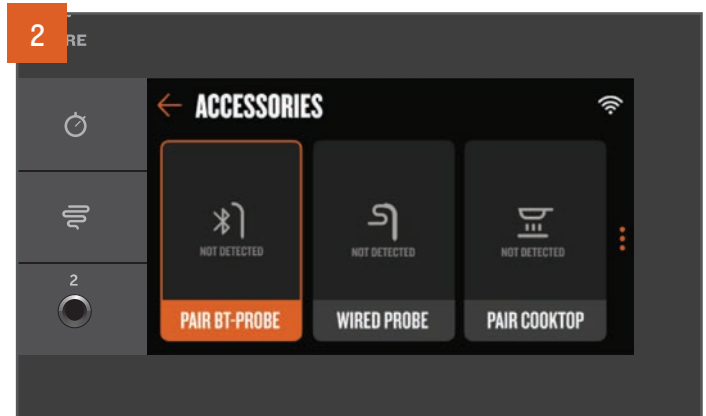 2
RE
ACCESSORIES
NOT DETECTED
NOT DETECTED
NOT DETECTED
PAIR BT-PROBE
WIRED PROBE
PAIR COOKTOP
2